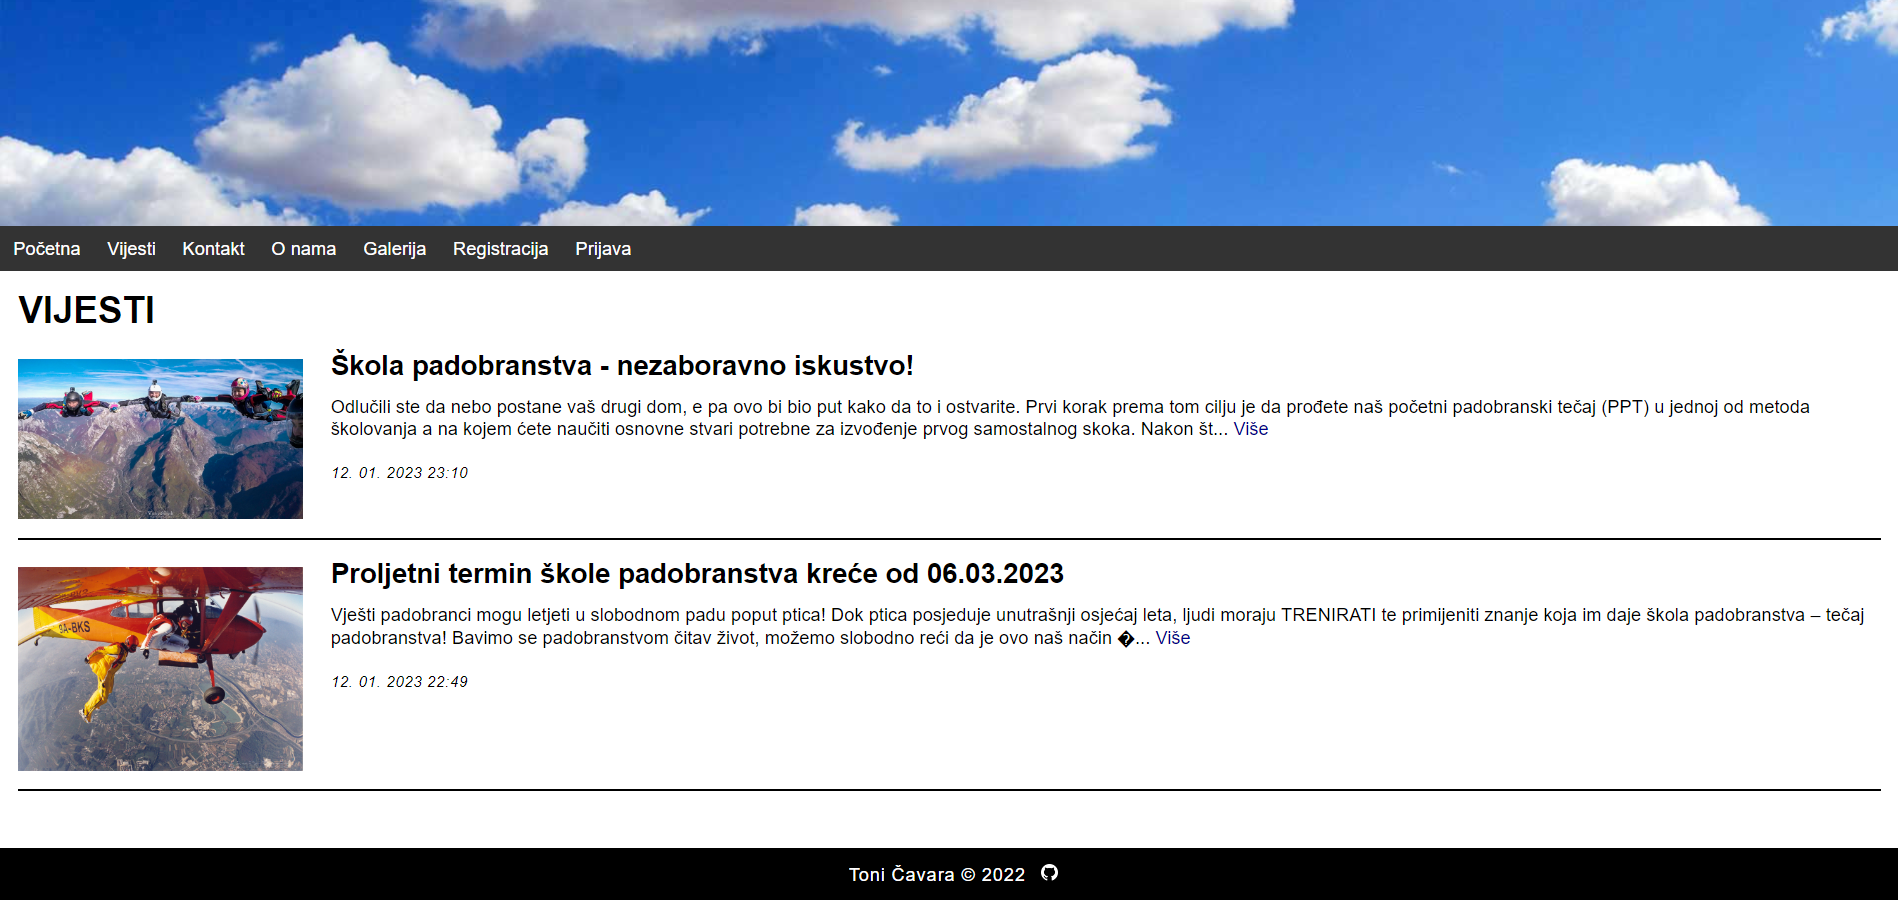 Početna Vijesti Kontakt O nama Galerija Registracija Prijava
VIJESTI
Škola padobranstva - nezaboravno iskustvo!
Odlučili ste da nebo postane vaš drugi dom, e pa ovo bi bio put kako da to i ostvarite. Prvi korak prema tom cilju je da prođete naš početni padobranski tečaj (PPT) u jednoj od metoda
školovanja a na kojem ćete naučiti osnovne stvari potrebne za izvođenje prvog samostalnog skoka. Nakon št... Više
12. 01. 2023 23:10
Proljetni termin škole padobranstva kreće od 06.03.2023
9A-BKS
Vješti padobranci mogu letjeti u slobodnom padu poput ptica! Dok ptica posjeduje unutrašnji osjećaj leta, ljudi moraju TRENIRATI te primijeniti znanje koja im daje škola padobranstva – tečaj
padobranstva! Bavimo se padobranstvom čitav život, možemo slobodno reći da je ovo naš način �... Više
12. 01. 2023 22:49
Toni Čavara © 2022